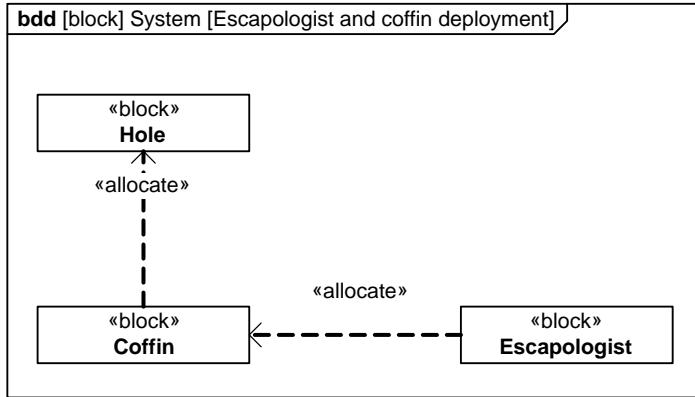 bdd [block] System [Escapologist and coffin deployment]
«block»
Hole
«allocate»
«allocate»
«block»
Coffin
«block»
Escapologist